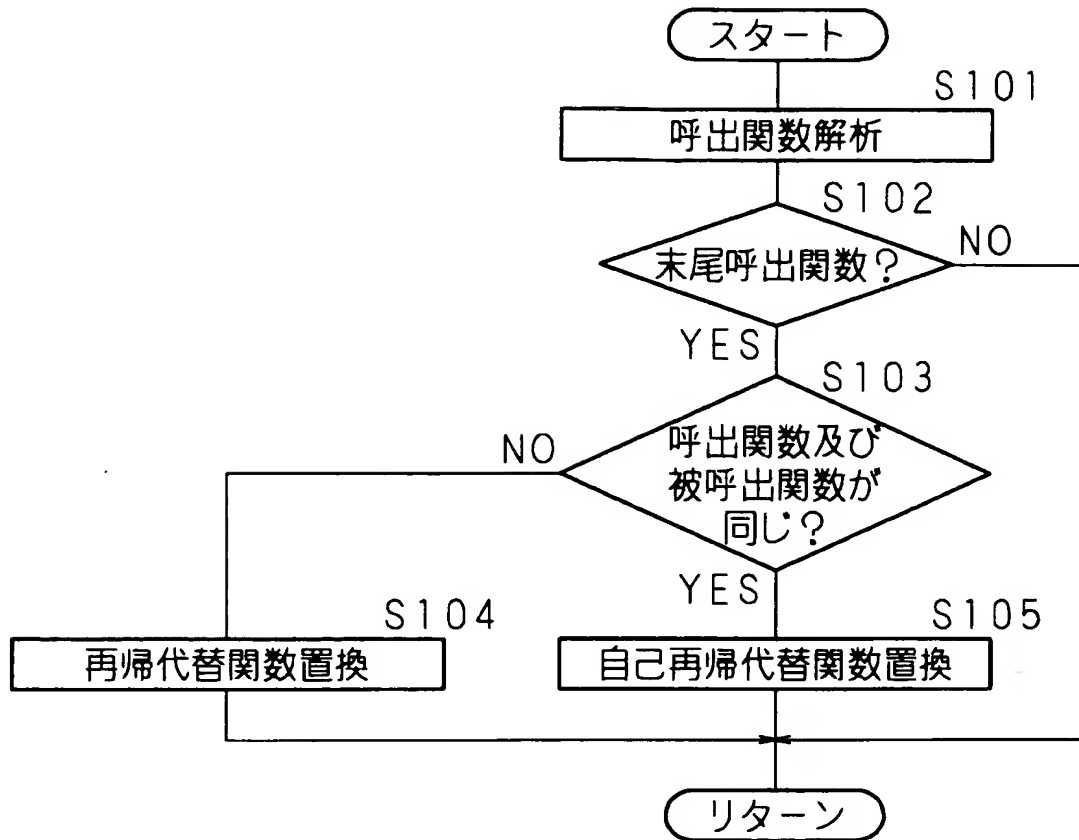 スタート
S101
呼出関数解析
S102
末尾呼出関数?
NO
YES
S103
呼出関数及び
被呼出関数が
同じ?
NO
YES
S104
再帰代替関数置換
S105
自己再帰代替関数置換
リターン